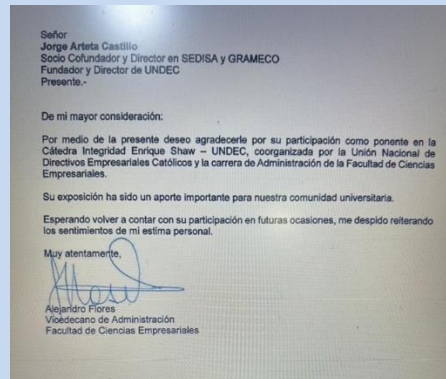 Señor
Jorge Arteta Castillo
Socio Cofundador y Director en SEDISA y GRAMECO
Fundador y Director de UNDEC
Presente.-
De mi mayor consideración:
Por medio de la presente deseo agradecerle por su participación como ponente en la
Cátedra Integridad Enrique Shaw – UNDEC, coorganizada por la Unión Nacional de
Directivos Empresariales Católicos y la carrera de Administración de la Facultad de Ciencias
Empresariales.
Su exposición ha sido un aporte importante para nuestra comunidad universitaria.
Esperando volver a contar con su participación en futuras ocasiones, me despido reiterando
los sentimientos de mi estima personal.
Muy atentamente,
Alejandro Flores
Vicedecano de Administración
Facultad de Ciencias Empresariales